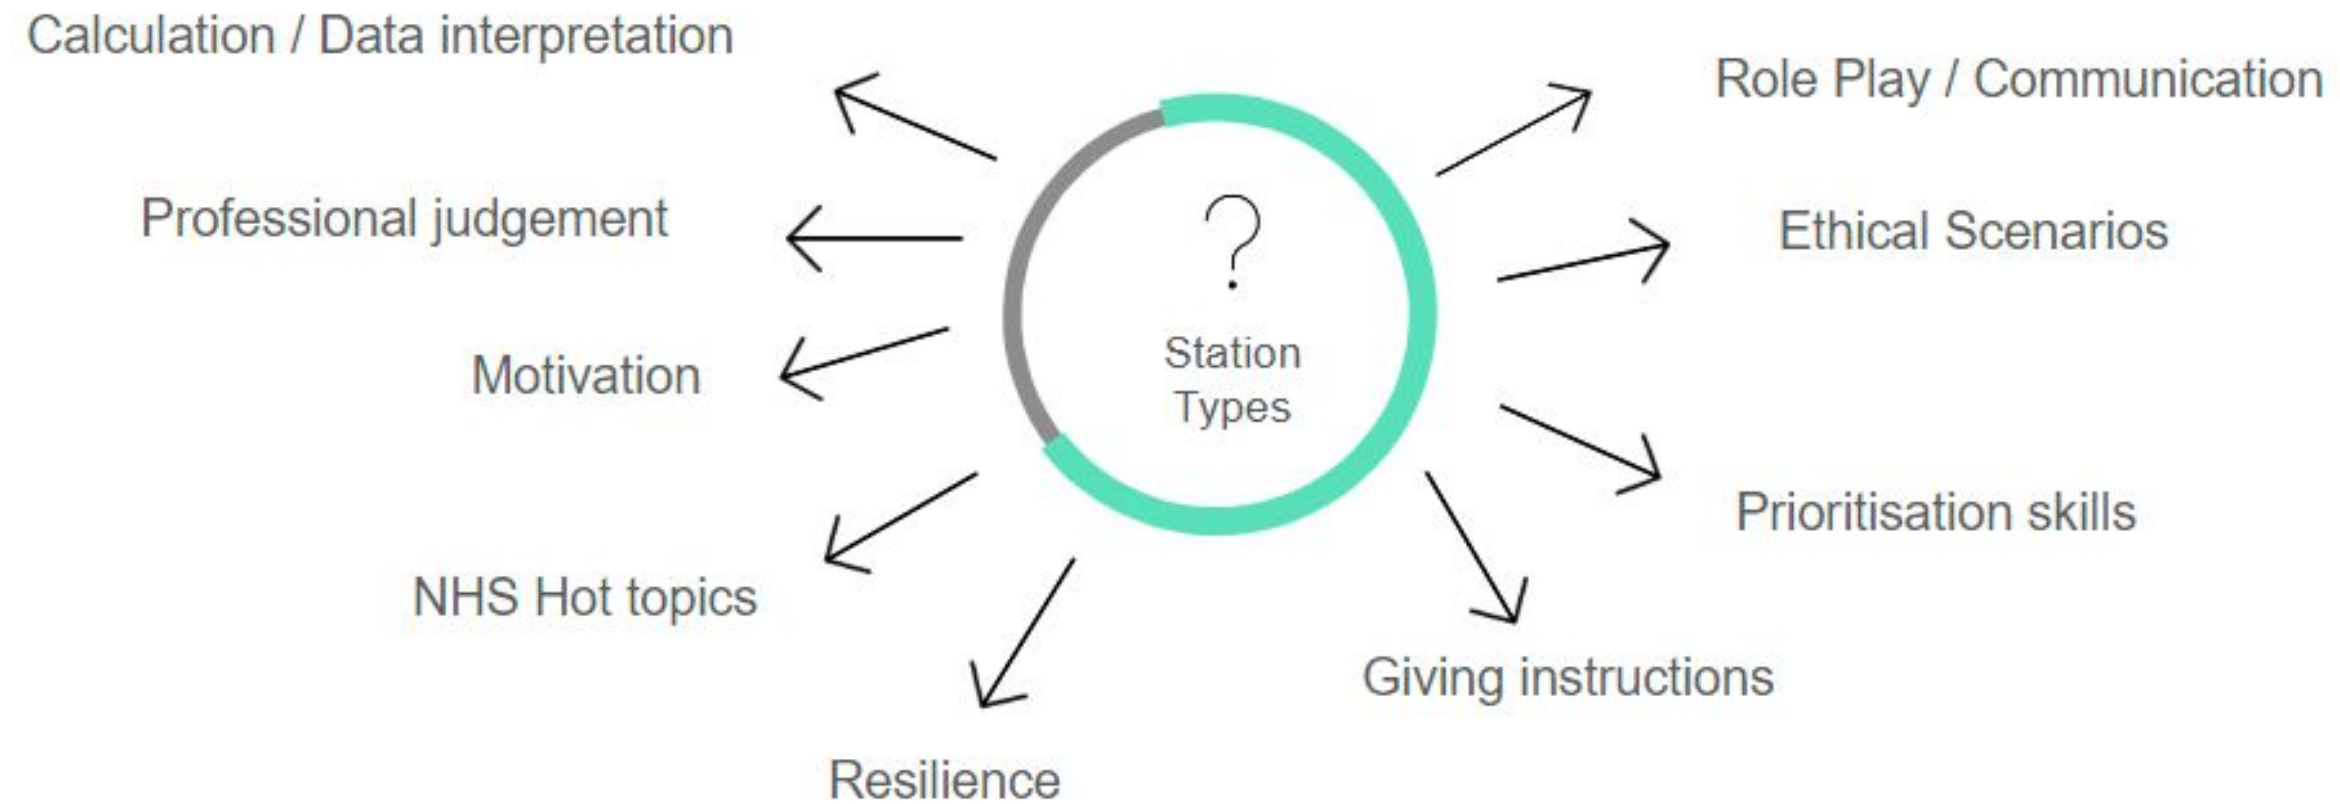 Calculation / Data interpretation
Role Play / Communication
Professional judgement
Ethical Scenarios
?
Station
Types
Motivation
Prioritisation skills
NHS Hot topics
Giving instructions
Resilience